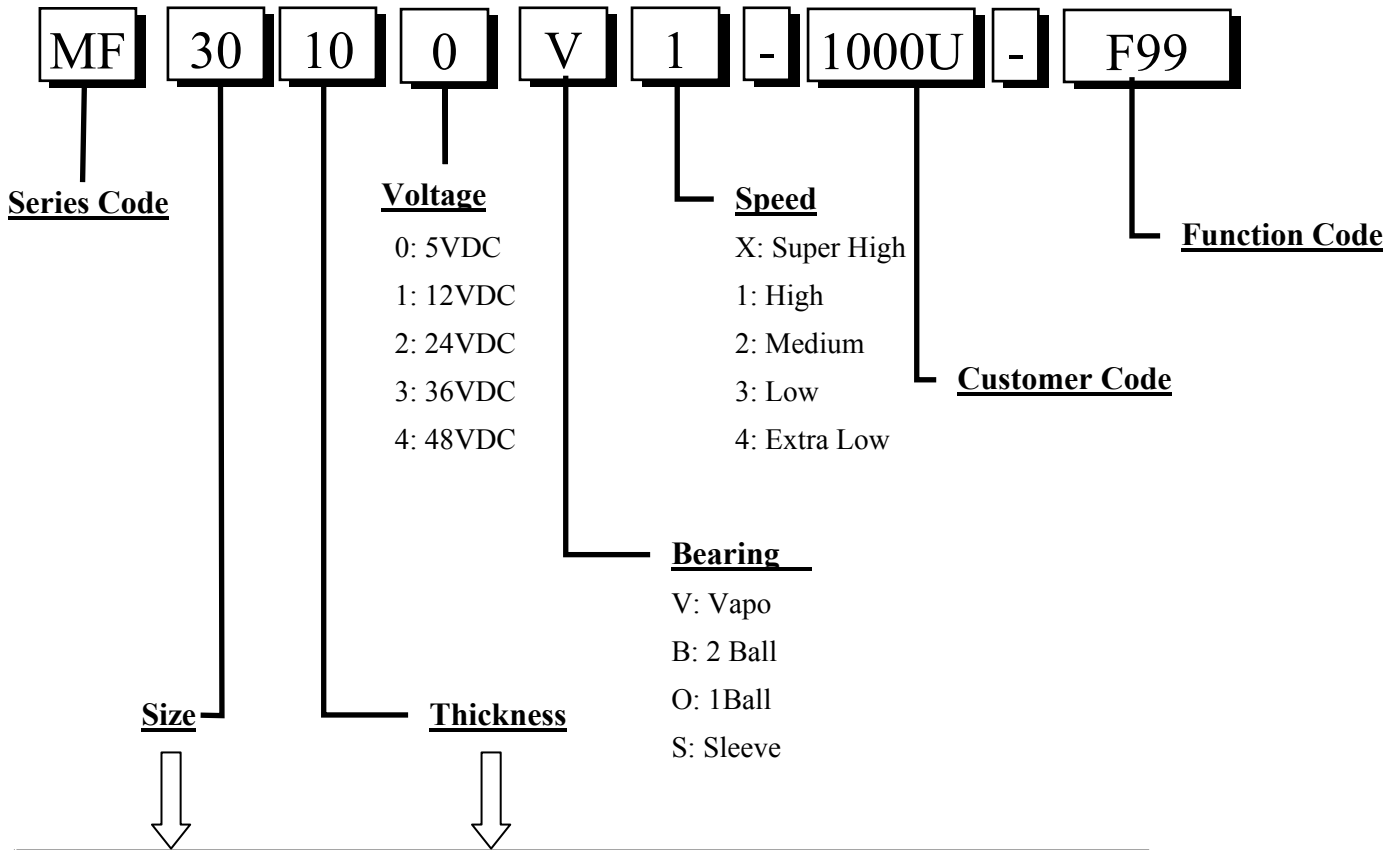 MF 30 10 0 V 1 - 1000U - F99
Series Code
Voltage
0: 5VDC
1: 12VDC
2: 24VDC
3: 36VDC
4: 48VDC
Speed
X: Super High
1: High
2: Medium
3: Low
4: Extra Low
Function Code
Customer Code
Bearing
V: Vapo
B: 2 Ball
O: 1Ball
S: Sleeve
Size
Thickness